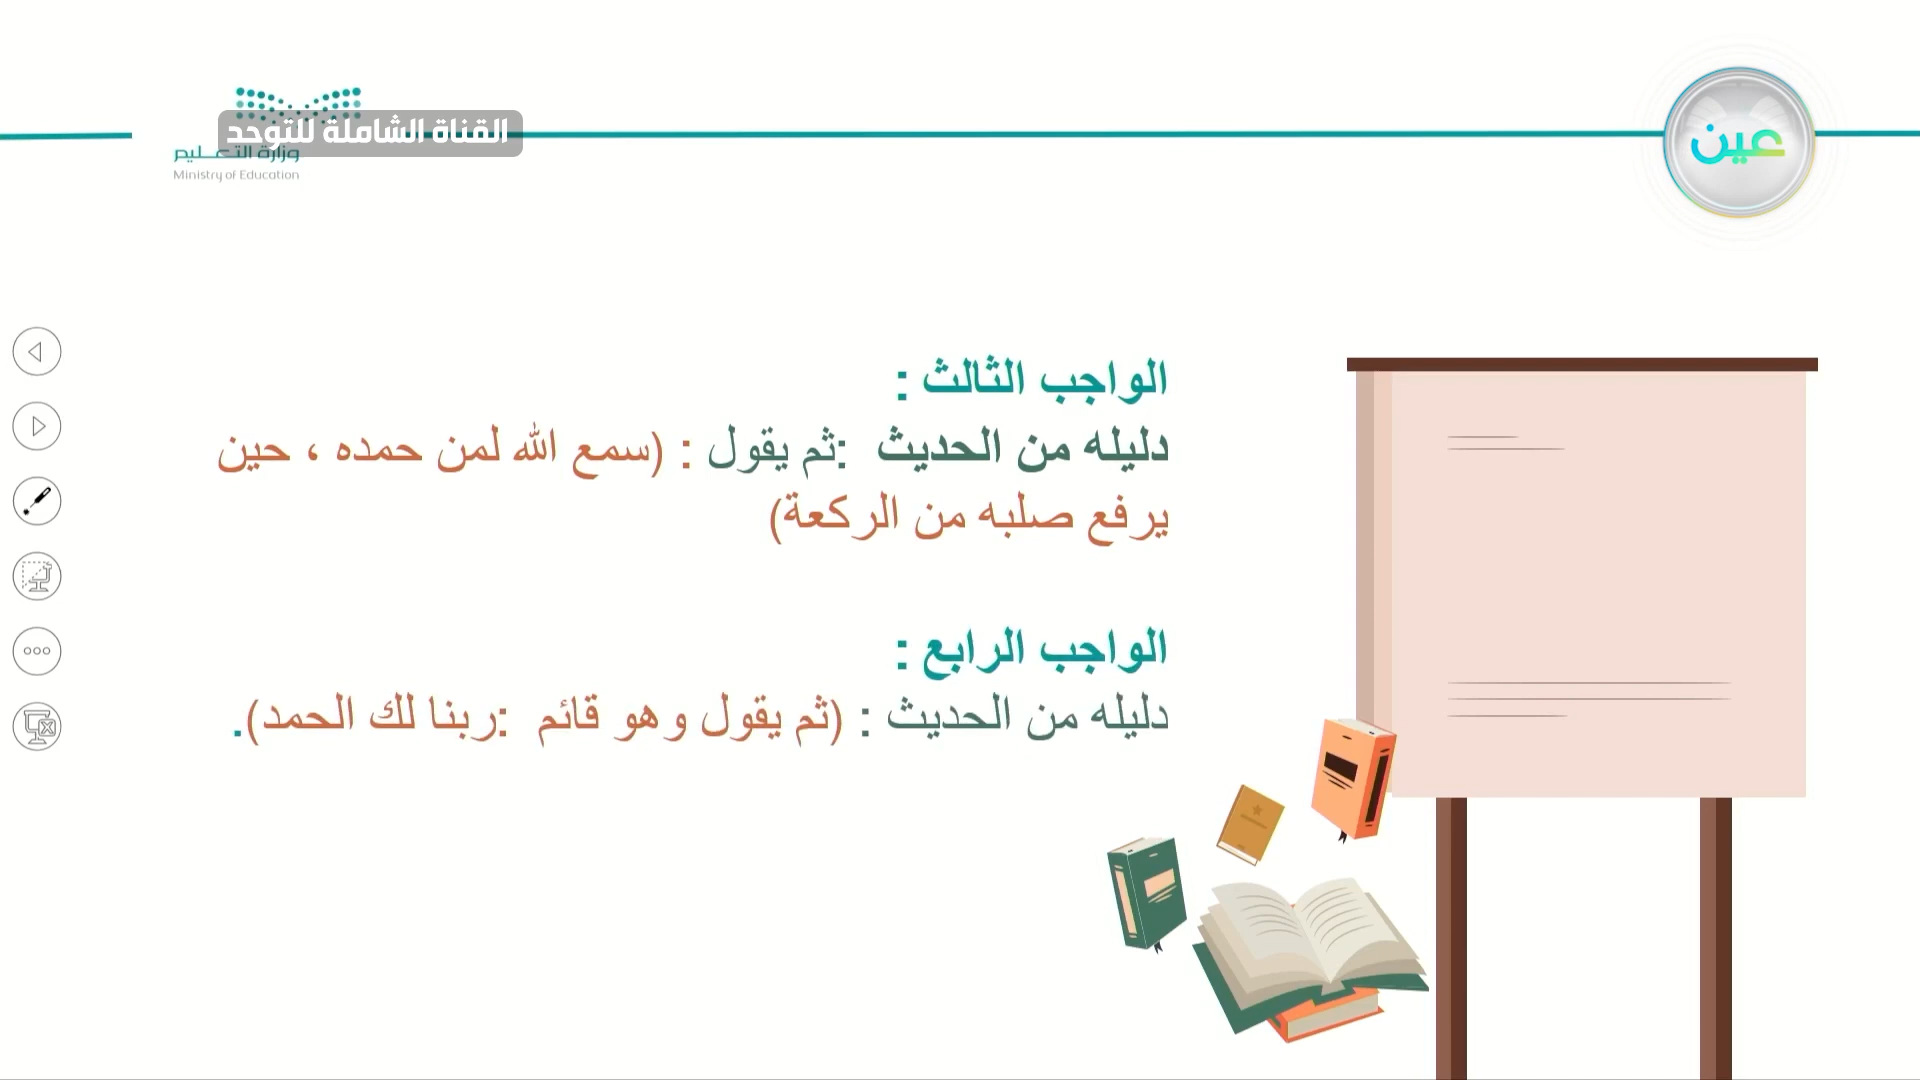 القناة الشاملة للتوحد
وزارة التعليم
Ministry of Education
عين
الواجب الثالث :
دليله من الحديث :ثم يقول : (سمع الله لمن حمده ، حين
يرفع صلبه من الركعة)
الواجب الرابع :
دليله من الحديث : (ثم يقول وهو قائم :ربنا لك الحمد).